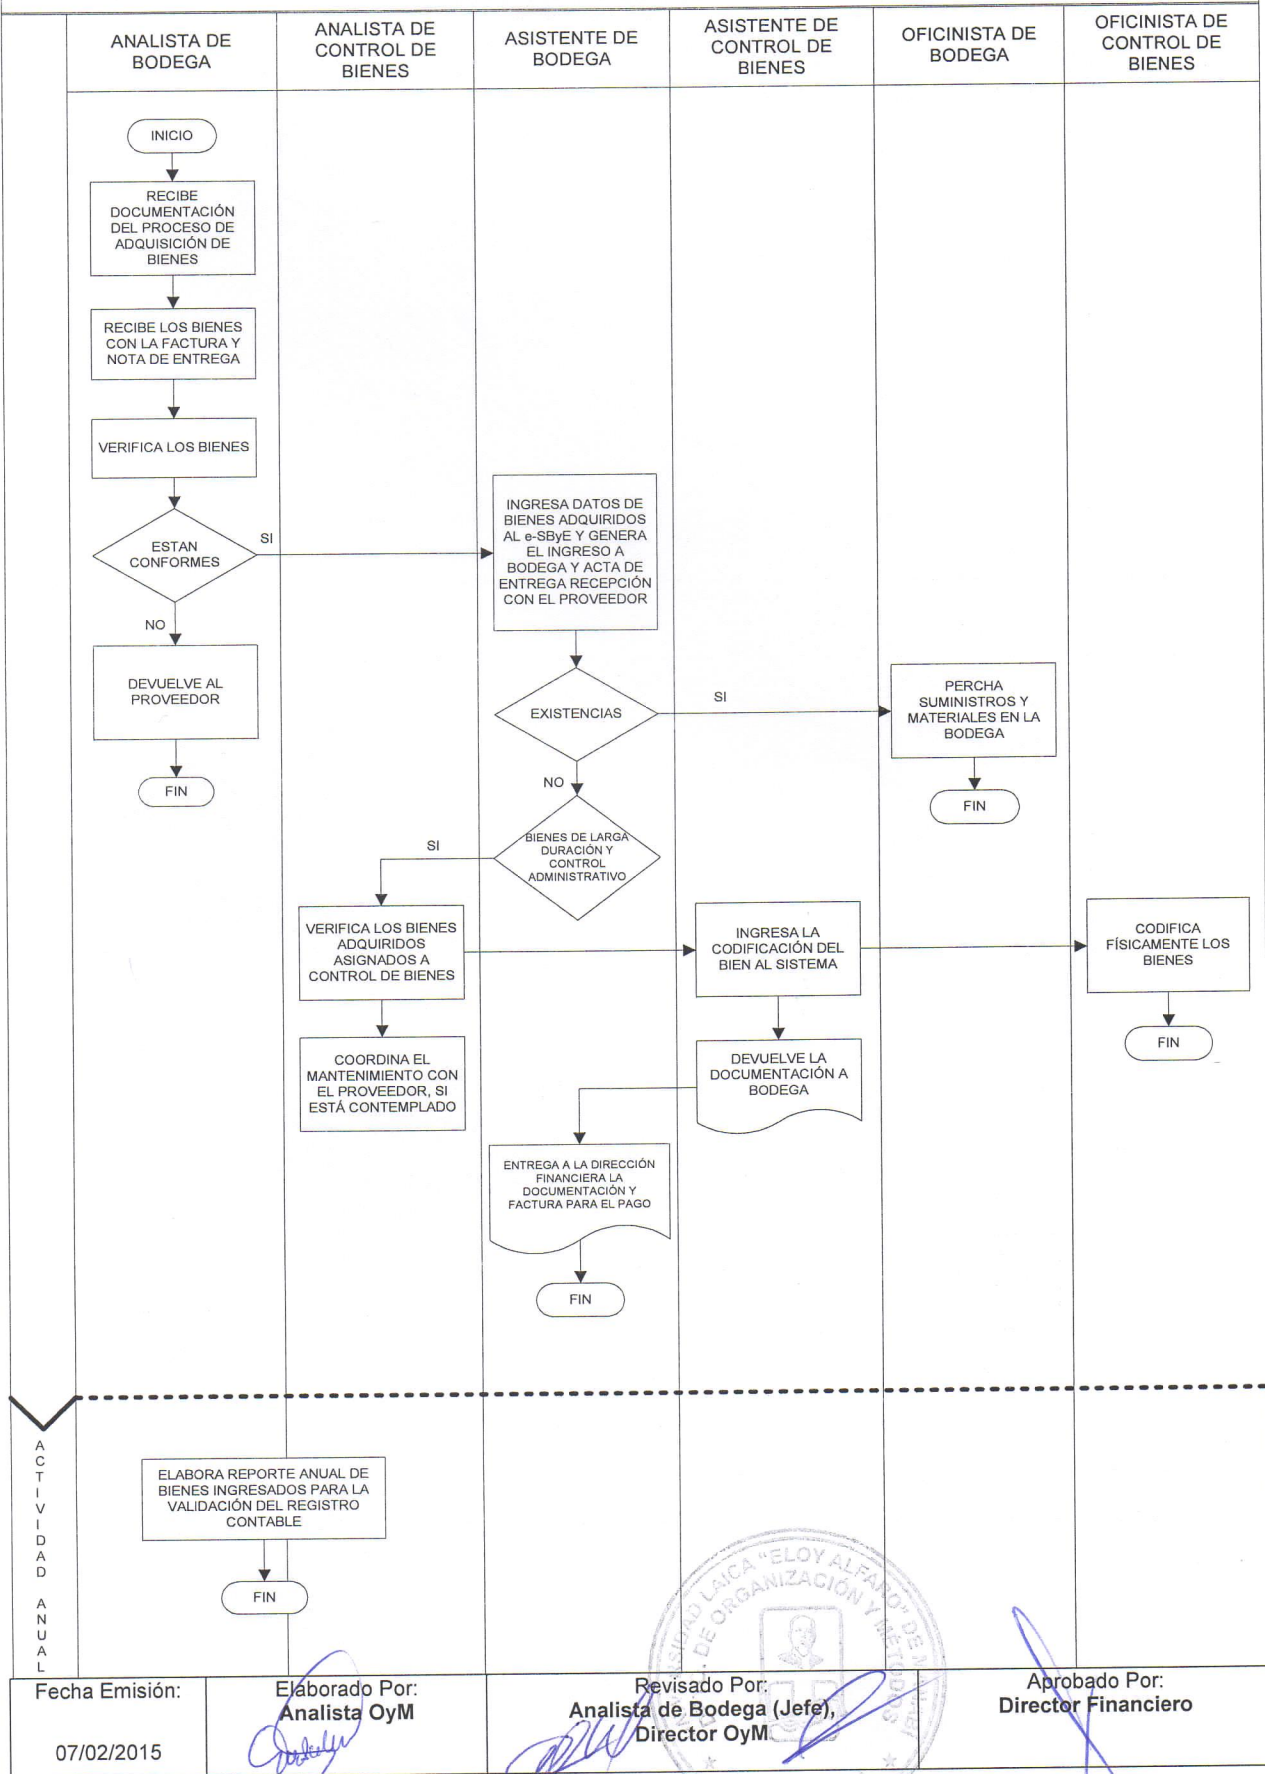 ANALISTA DE
BODEGA
ANALISTA DE
CONTROL DE
BIENES
ASISTENTE DE
BODEGA
ASISTENTE DE
CONTROL DE
BIENES
OFICINISTA DE
BODEGA
OFICINISTA DE
CONTROL DE
BIENES
INICIO
RECIBE
DOCUMENTACIÓN
DEL PROCESO DE
ADQUISICIÓN DE
BIENES
RECIBE LOS BIENES
CON LA FACTURA Y
NOTA DE ENTREGA
VERIFICA LOS BIENES
ESTAN
CONFORMES
SI
NO
DEVUELVE AL
PROVEEDOR
FIN
INGRESA DATOS DE
BIENES ADQUIRIDOS
AL e-SByE Y GENERA
EL INGRESO A
BODEGA Y ACTA DE
ENTREGA RECEPCIÓN
CON EL PROVEEDOR
EXISTENCIAS
SI
PERCHA
SUMINISTROS Y
MATERIALES EN LA
BODEGA
FIN
NO
BIENES DE LARGA
DURACIÓN Y
CONTROL
ADMINISTRATIVO
SI
VERIFICA LOS BIENES
ADQUIRIDOS
ASIGNADOS A
CONTROL DE BIENES
INGRESA LA
CODIFICACIÓN DEL
BIEN AL SISTEMA
CODIFICA
FÍSICAMENTE LOS
BIENES
FIN
COORDINA EL
MANTENIMIENTO CON
EL PROVEEDOR, SI
ESTÁ CONTEMPLADO
DEVUELVE LA
DOCUMENTACIÓN A
BODEGA
ENTREGA A LA DIRECCIÓN
FINANCIERA LA
DOCUMENTACIÓN Y
FACTURA PARA EL PAGO
FIN
ACTIVIDAD ANUAL
ELABORA REPORTE ANUAL DE
BIENES INGRESADOS PARA LA
VALIDACIÓN DEL REGISTRO
CONTABLE
FIN
LAICA "ELOY ALFARO" DE
DE ORGANIZACIÓN Y MÉTODOS
Fecha Emisión:
07/02/2015
Elaborado Por:
Analista OyM
Revisado Por:
Analista de Bodega (Jefe),
Director OyM
Aprobado Por:
Director Financiero